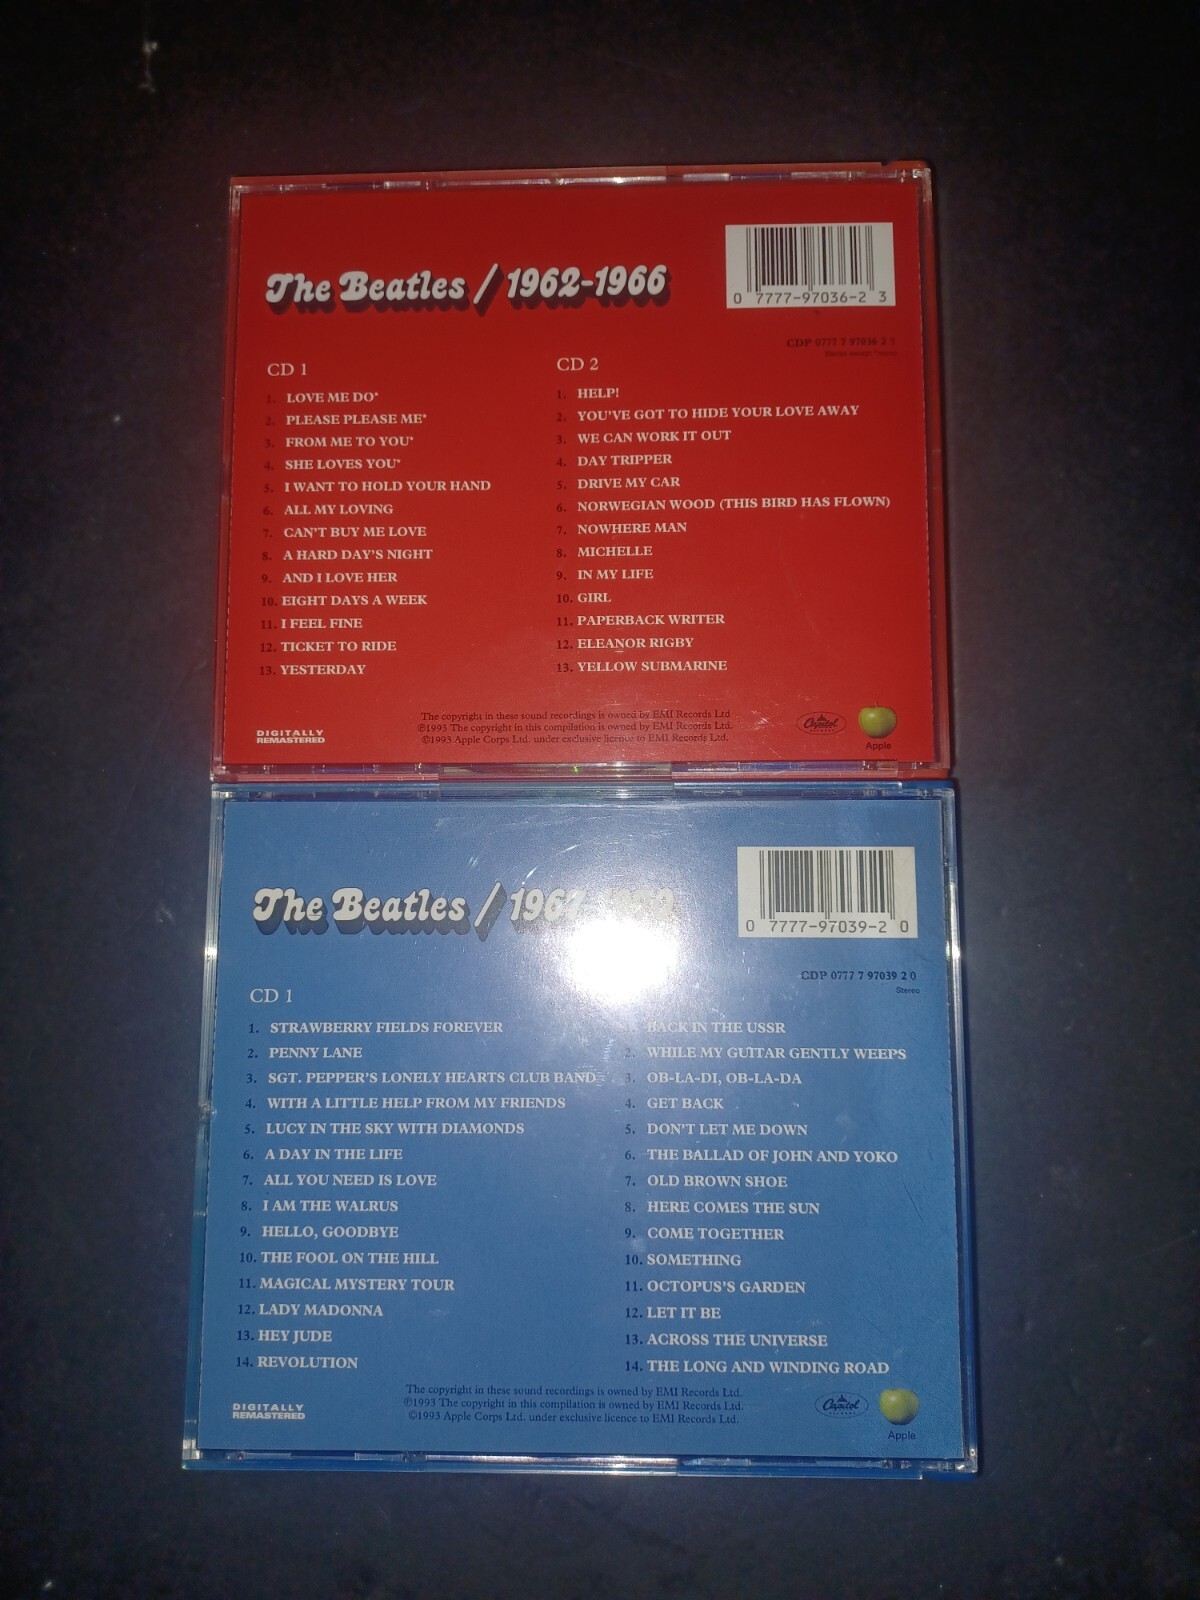 The Beatles / 1962-1966
0 7777-97036-2 3
CDP 0777 7 97036 2 3
CD 1
1. LOVE ME DO*
2. PLEASE PLEASE ME*
3. FROM ME TO YOU*
4. SHE LOVES YOU*
5. I WANT TO HOLD YOUR HAND
6. ALL MY LOVING
7. CAN'T BUY ME LOVE
8. A HARD DAY'S NIGHT
9. AND I LOVE HER
10. EIGHT DAYS A WEEK
11. I FEEL FINE
12. TICKET TO RIDE
13. YESTERDAY
CD 2
1. HELP!
2. YOU'VE GOT TO HIDE YOUR LOVE AWAY
3. WE CAN WORK IT OUT
4. DAY TRIPPER
5. DRIVE MY CAR
6. NORWEGIAN WOOD (THIS BIRD HAS FLOWN)
7. NOWHERE MAN
8. MICHELLE
9. IN MY LIFE
10. GIRL
11. PAPERBACK WRITER
12. ELEANOR RIGBY
13. YELLOW SUBMARINE
DIGITALLY
REMASTERED
The copyright in these sound recordings is owned by EMI Records Ltd
℗1993 The copyright in this compilation is owned by EMI Records Ltd.
©1993 Apple Corps Ltd. under exclusive licence to EMI Records Ltd.
Capitol
RECORDS
Apple
The Beatles / 1967-1970
0 7777-97039-2 0
CDP 0777 7 97039 2 0
Stereo
CD 1
1. STRAWBERRY FIELDS FOREVER
2. PENNY LANE
3. SGT. PEPPER'S LONELY HEARTS CLUB BAND
4. WITH A LITTLE HELP FROM MY FRIENDS
5. LUCY IN THE SKY WITH DIAMONDS
6. A DAY IN THE LIFE
7. ALL YOU NEED IS LOVE
8. I AM THE WALRUS
9. HELLO, GOODBYE
10. THE FOOL ON THE HILL
11. MAGICAL MYSTERY TOUR
12. LADY MADONNA
13. HEY JUDE
14. REVOLUTION
1. BACK IN THE USSR
2. WHILE MY GUITAR GENTLY WEEPS
3. OB-LA-DI, OB-LA-DA
4. GET BACK
5. DON'T LET ME DOWN
6. THE BALLAD OF JOHN AND YOKO
7. OLD BROWN SHOE
8. HERE COMES THE SUN
9. COME TOGETHER
10. SOMETHING
11. OCTOPUS'S GARDEN
12. LET IT BE
13. ACROSS THE UNIVERSE
14. THE LONG AND WINDING ROAD
DIGITALLY
REMASTERED
The copyright in these sound recordings is owned by EMI Records Ltd.
℗1993 The copyright in this compilation is owned by EMI Records Ltd.
©1993 Apple Corps Ltd. under exclusive licence to EMI Records Ltd.
Capitol
RECORDS
Apple